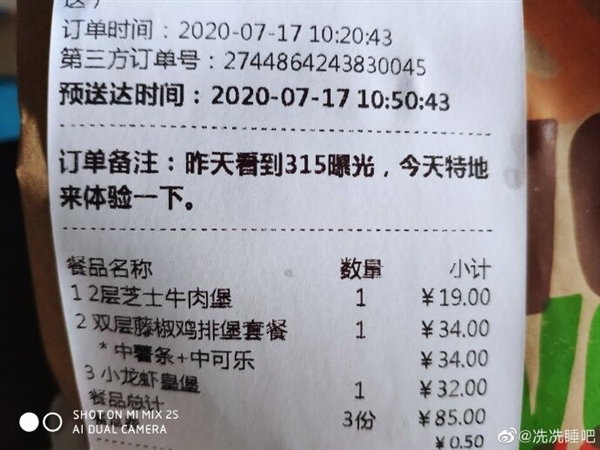 订单时间：2020-07-17 10:20:43
第三方订单号：2744864243830045
预送达时间：2020-07-17 10:50:43
订单备注：昨天看到315曝光，今天特地
来体验一下。
餐品名称 数量 小计
1 2层芝士牛肉堡 1 ￥19.00
2 双层藤椒鸡排堡套餐 1 ￥34.00
* 中薯条+中可乐 ￥34.00
3 小龙虾皇堡 1 ￥32.00
餐品总计 3份 ￥85.00
￥0.50
SHOT ON MI MIX 2S
AI DUAL CAMERA
@冼冼睡吧